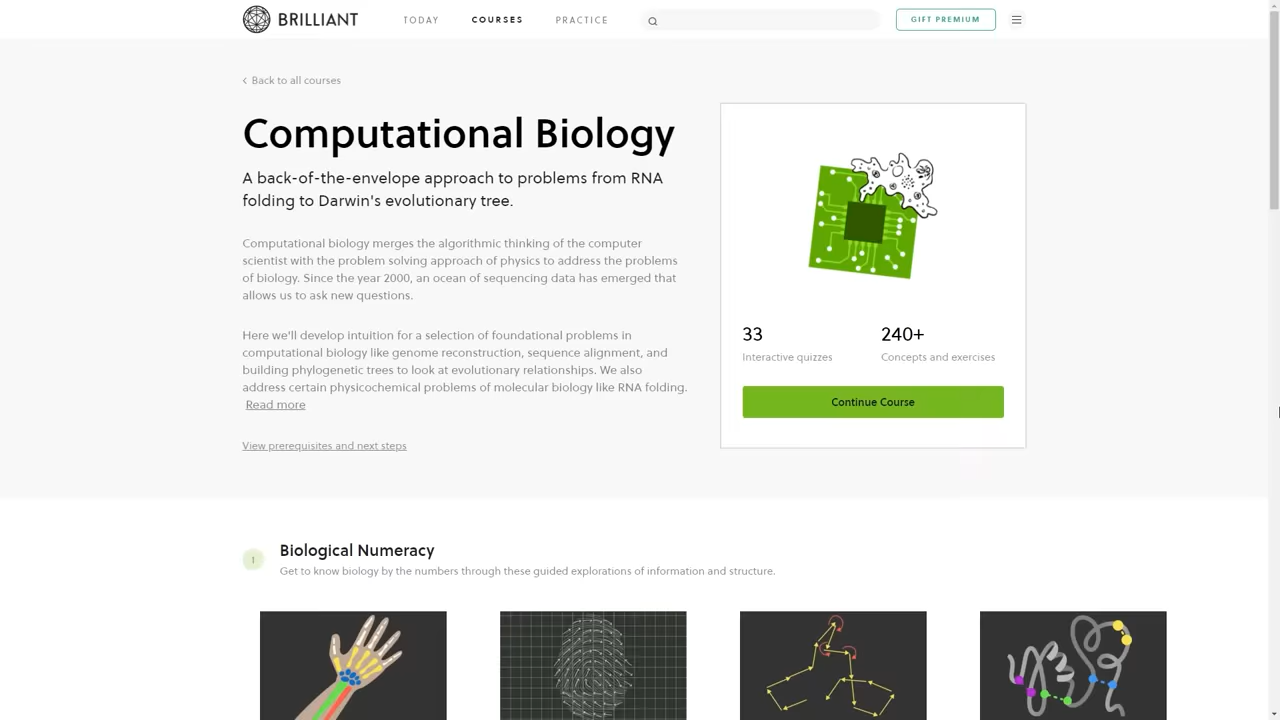 BRILLIANT
TODAY
COURSES
PRACTICE
GIFT PREMIUM
Back to all courses
Computational Biology
A back-of-the-envelope approach to problems from RNA
folding to Darwin's evolutionary tree.
Computational biology merges the algorithmic thinking of the computer
scientist with the problem solving approach of physics to address the problems
of biology. Since the year 2000, an ocean of sequencing data has emerged that
allows us to ask new questions.
Here we'll develop intuition for a selection of foundational problems in
computational biology like genome reconstruction, sequence alignment, and
building phylogenetic trees to look at evolutionary relationships. We also
address certain physicochemical problems of molecular biology like RNA folding.
Read more
View prerequisites and next steps
33
Interactive quizzes
240+
Concepts and exercises
Continue Course
1
Biological Numeracy
Get to know biology by the numbers through these guided explorations of information and structure.